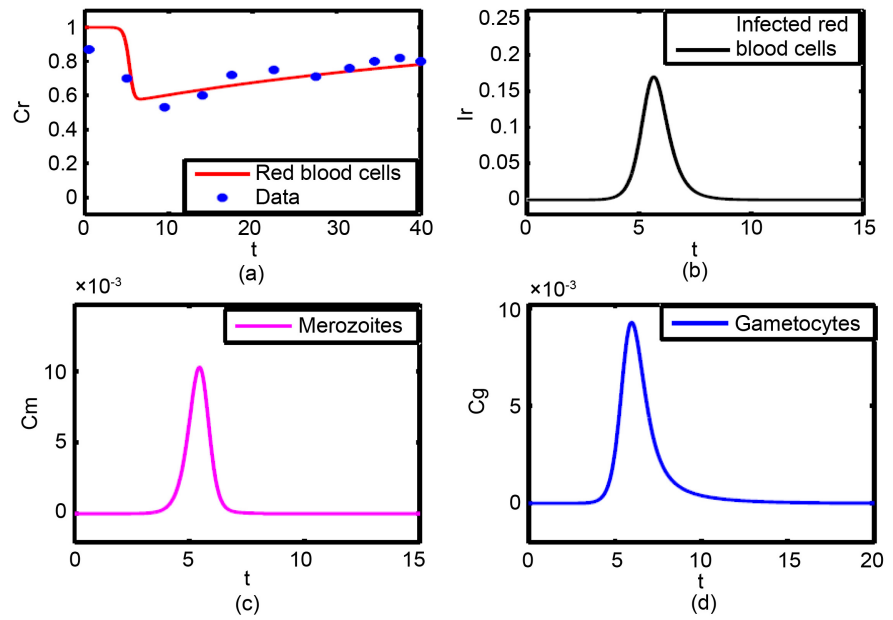 1
0.8
0.6
0.4
0.2
0
Cr
Red blood cells
Data
0 10 20 30 40
t
(a)
0.25
0.2
0.15
0.1
0.05
0
Ir
Infected red
blood cells
0 5 10 15
t
(b)
×10-3
10
5
0
Cm
Merozoites
0 5 10 15
t
(c)
×10-3
10
5
0
Cg
Gametocytes
0 5 10 15 20
t
(d)